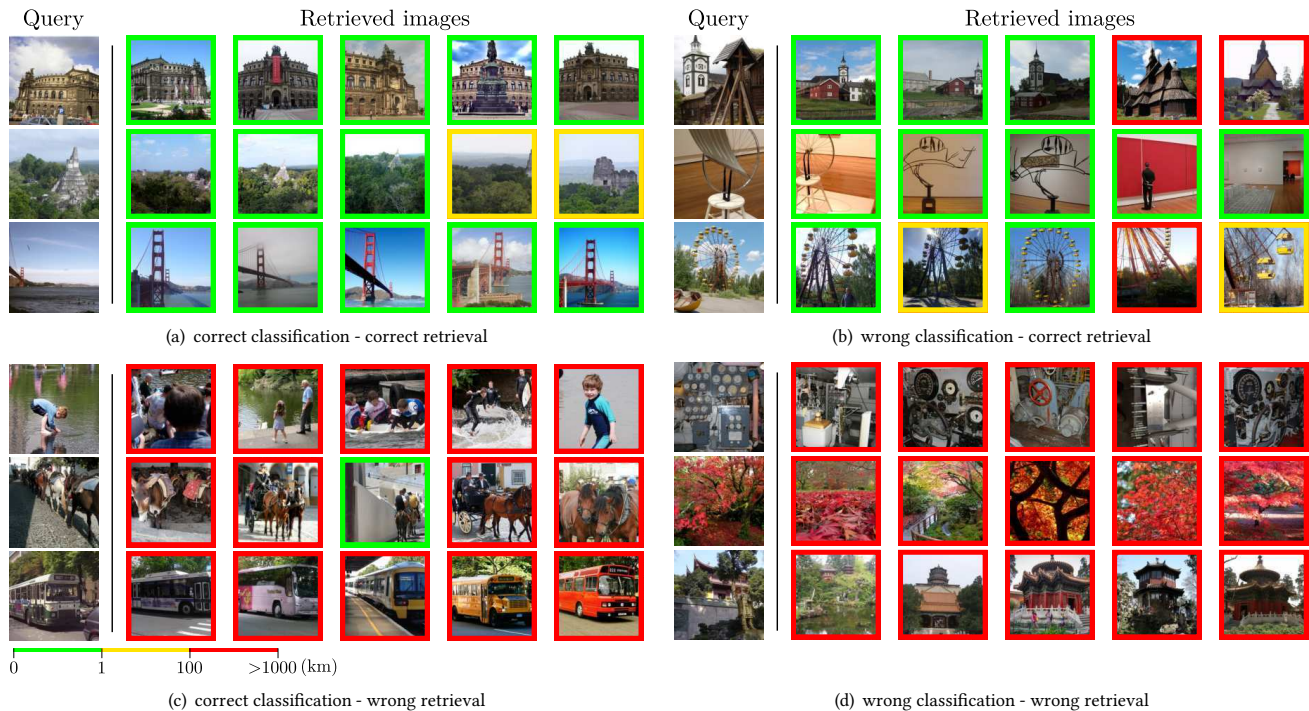 Query Retrieved images
Query Retrieved images
(a) correct classification - correct retrieval
(b) wrong classification - correct retrieval
0 1 100 >1000 (km)
(c) correct classification - wrong retrieval
(d) wrong classification - wrong retrieval